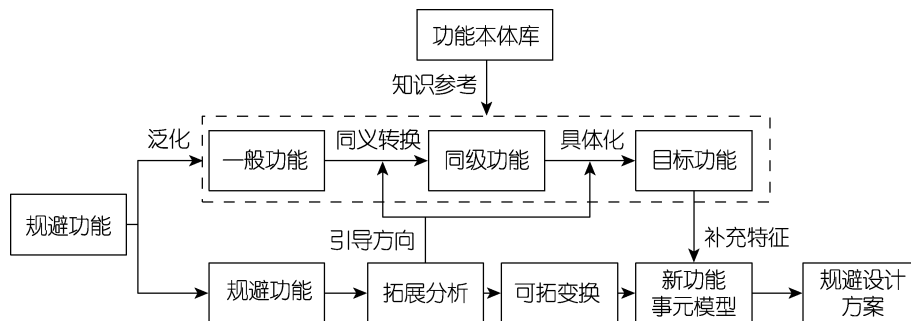 功能本体库
知识参考
泛化
一般功能
同义转换
同级功能
具体化
目标功能
规避功能
引导方向
补充特征
规避功能
拓展分析
可拓变换
新功能
事元模型
规避设计
方案